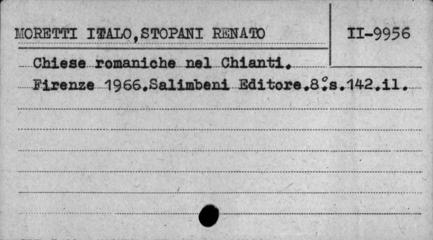 MORETTI ITALO,STOPANI RENATO
II-9956
Chiese romaniche nel Chianti.
Firenze 1966.Salimbeni Editore.8°.s.142.il.